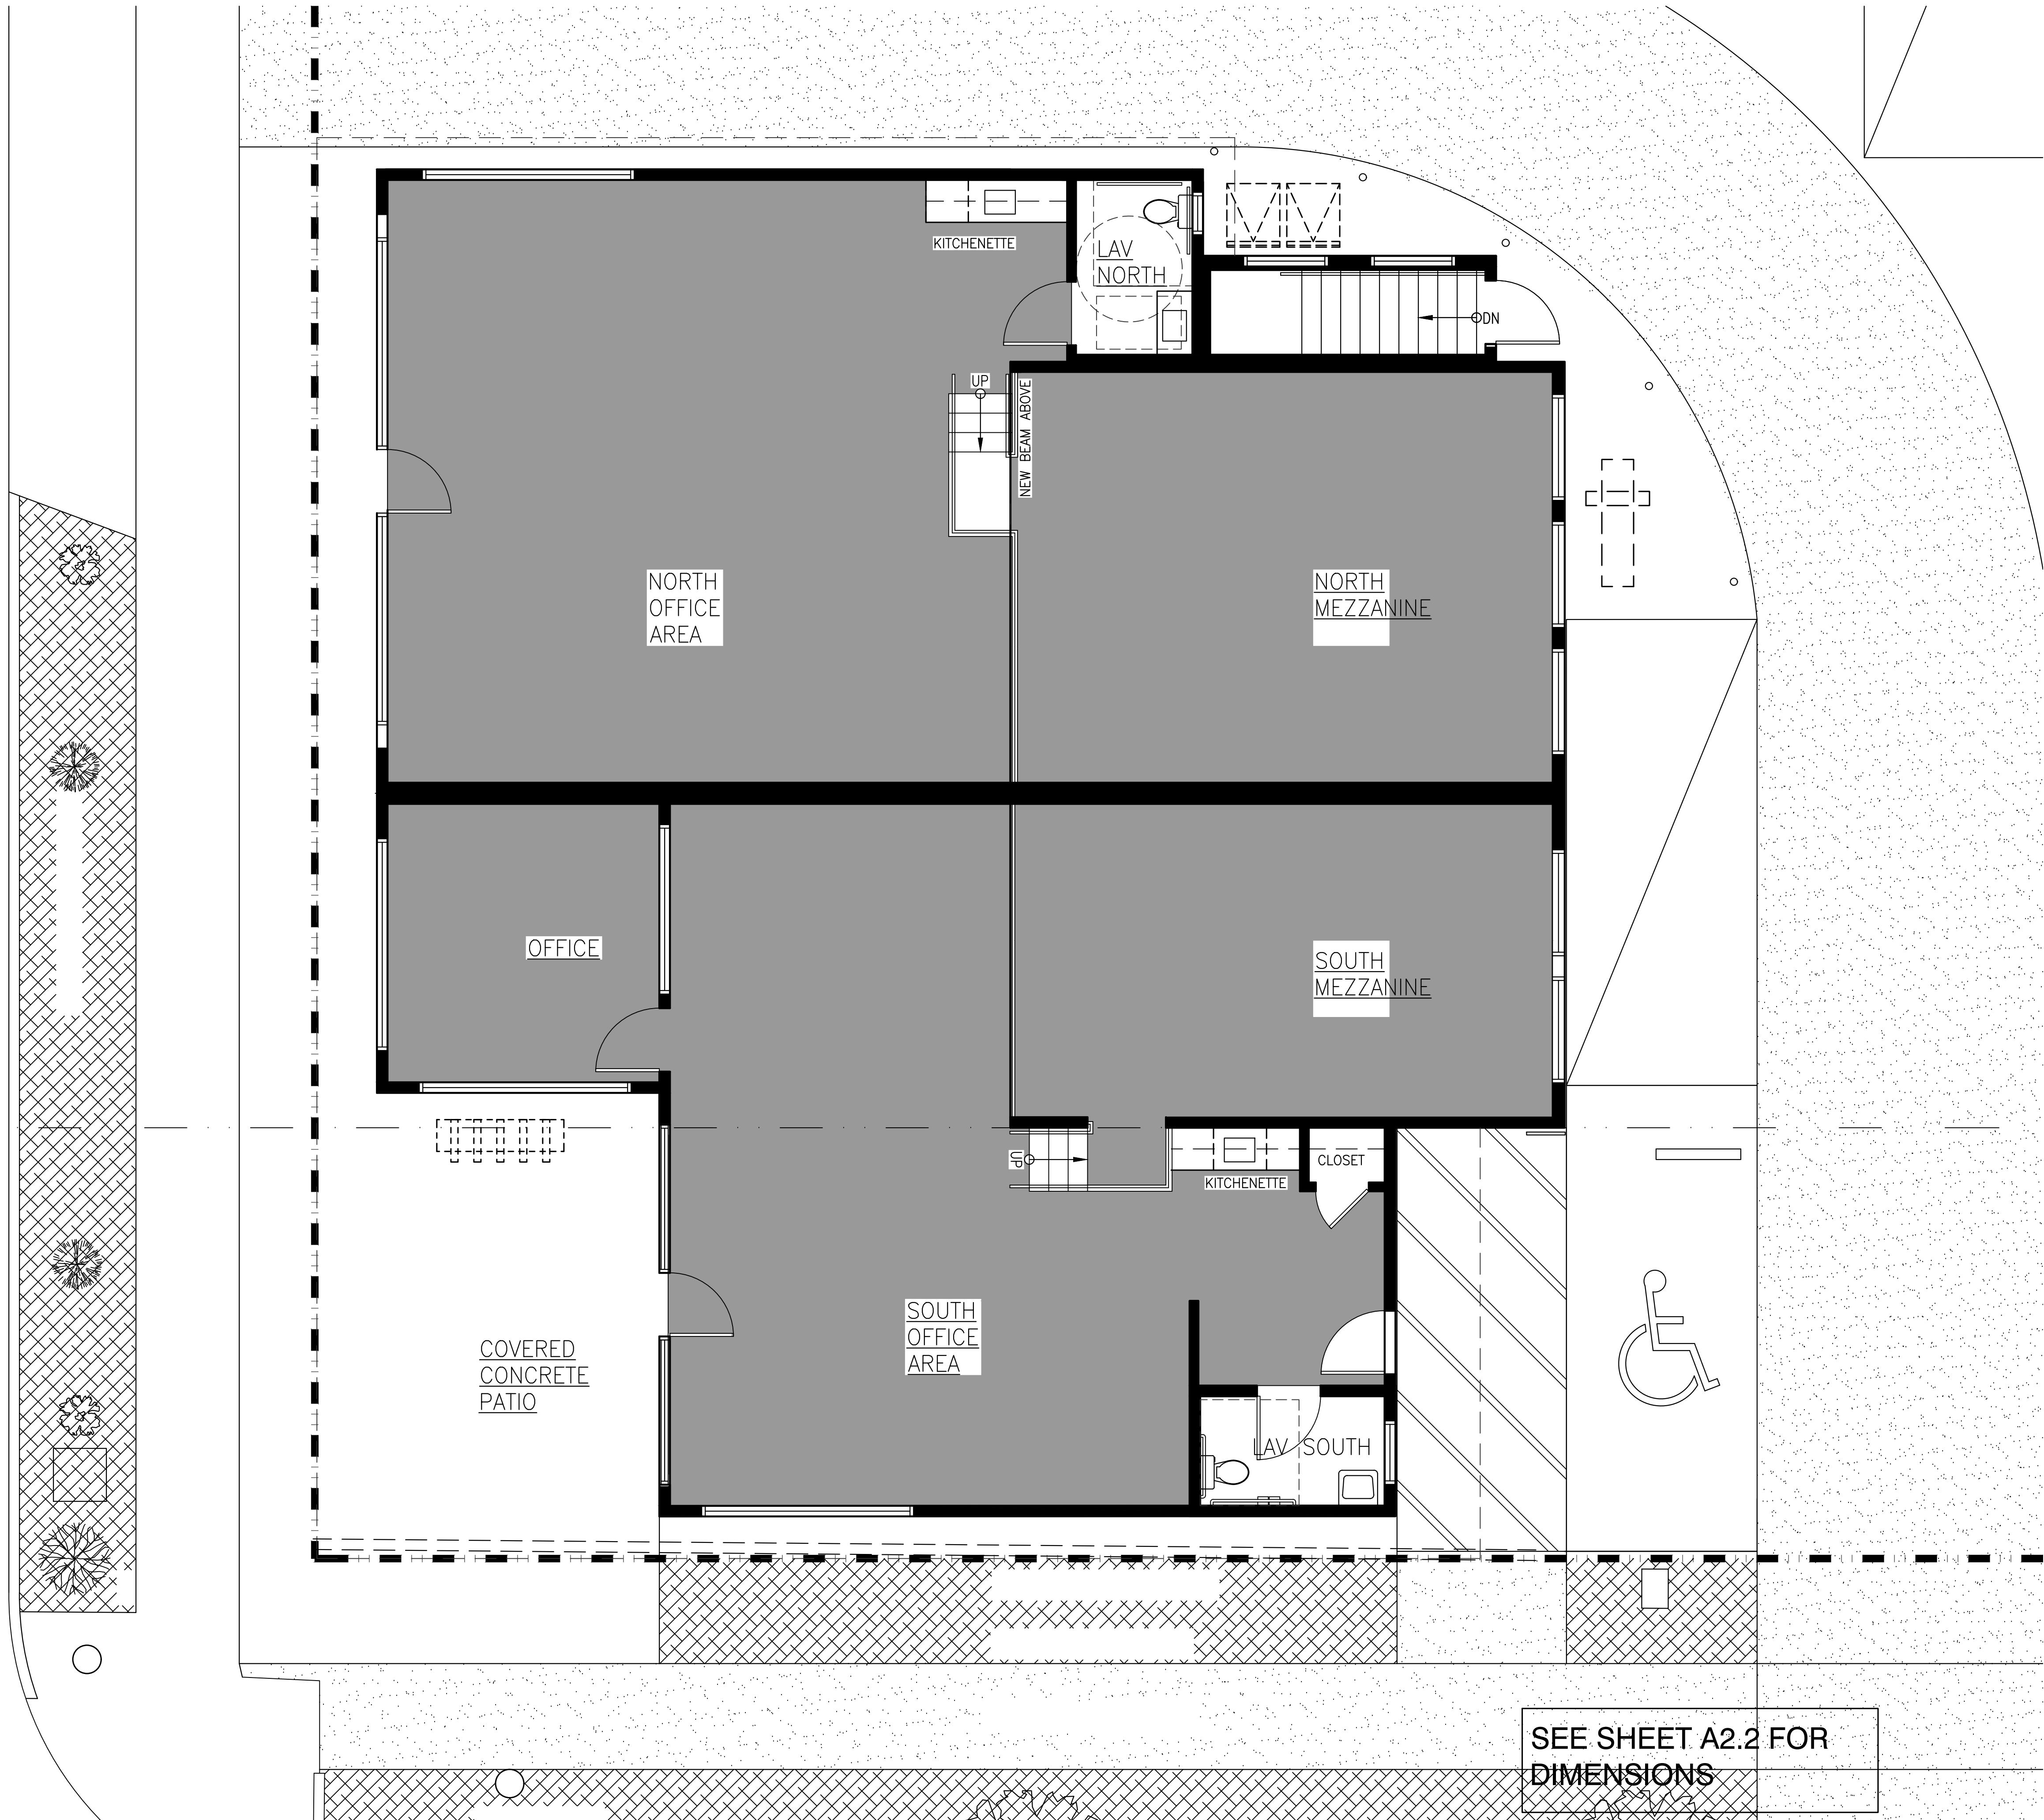 KITCHENETTE
LAV
NORTH
DN
UP
NEW BEAM ABOVE
NORTH
OFFICE
AREA
NORTH
MEZZANINE
OFFICE
SOUTH
MEZZANINE
UP
KITCHENETTE
CLOSET
SOUTH
OFFICE
AREA
COVERED
CONCRETE
PATIO
LAV SOUTH
SEE SHEET A2.2 FOR
DIMENSIONS